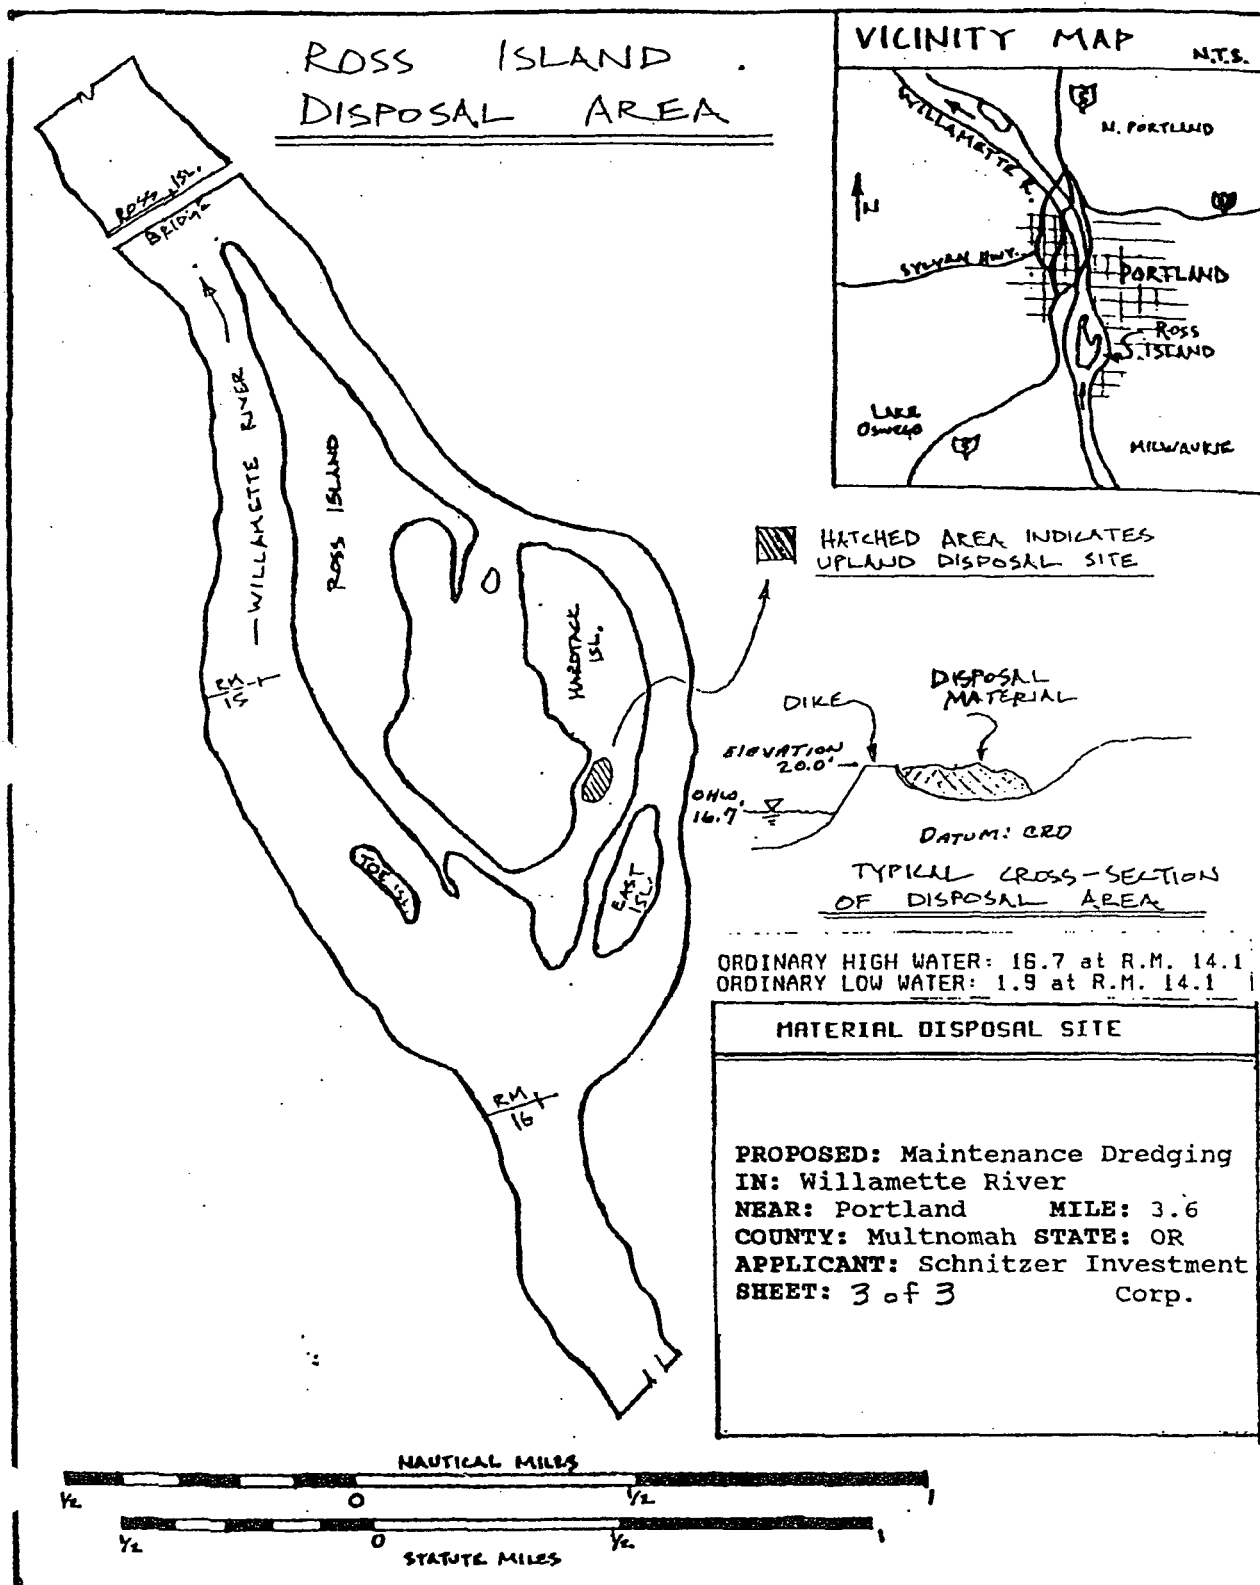 ROSS ISLAND
DISPOSAL AREA
VICINITY MAP N.T.S.
WILLAMETTE R.
5
N. PORTLAND
N
SYLVAN HWY.
PORTLAND
ROSS
ISLAND
LAKE
OSWEGO
5
MILWAUKIE
ROSS ISL.
BRIDGE
WILLAMETTE RIVER
ROSS ISLAND
HARDTACK
ISL.
RM
15
TOE ISL.
EAST
ISL.
RM
16
HATCHED AREA INDICATES
UPLAND DISPOSAL SITE
DISPOSAL
MATERIAL
DIKE
ELEVATION
20.0'
OHW.
16.7
DATUM: CRD
TYPICAL CROSS-SECTION
OF DISPOSAL AREA
ORDINARY HIGH WATER: 16.7 at R.M. 14.1
ORDINARY LOW WATER: 1.9 at R.M. 14.1
MATERIAL DISPOSAL SITE
PROPOSED: Maintenance Dredging
IN: Willamette River
NEAR: Portland MILE: 3.6
COUNTY: Multnomah STATE: OR
APPLICANT: Schnitzer Investment
SHEET: 3 of 3 Corp.
NAUTICAL MILES
1/2 0 1/2 1
1/2 0 1/2 1
STATUTE MILES